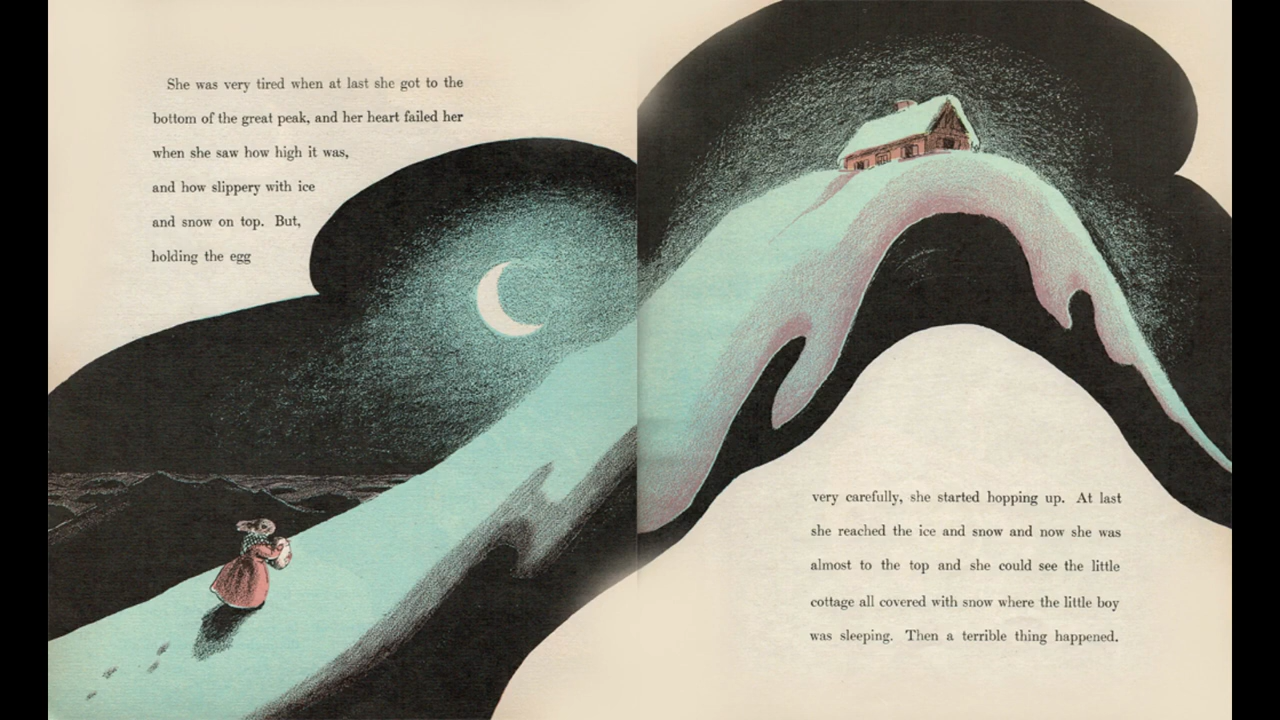 She was very tired when at last she got to the
bottom of the great peak, and her heart failed her
when she saw how high it was,
and how slippery with ice
and snow on top. But,
holding the egg
very carefully, she started hopping up. At last
she reached the ice and snow and now she was
almost to the top and she could see the little
cottage all covered with snow where the little boy
was sleeping. Then a terrible thing happened.